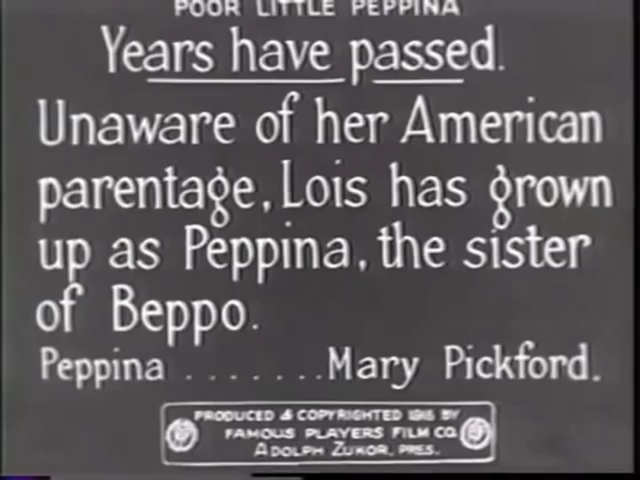 POOR LITTLE PEPPINA
Years have passed.
Unaware of her American
parentage, Lois has grown
up as Peppina, the sister
of Beppo.
Peppina .......Mary Pickford.
PRODUCED & COPYRIGHTED 1916 BY
FAMOUS PLAYERS FILM CO.
ADOLPH ZUKOR, PRES.